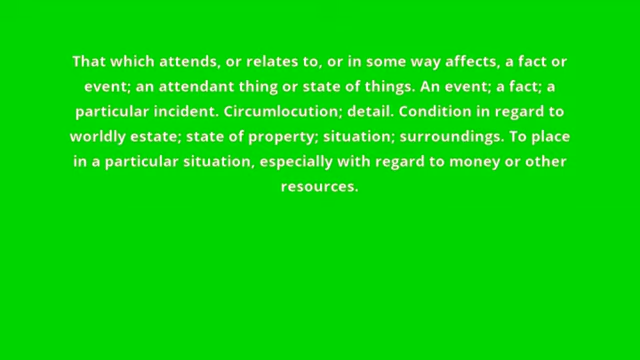 That which attends, or relates to, or in some way affects, a fact or
event; an attendant thing or state of things. An event; a fact; a
particular incident. Circumlocution; detail. Condition in regard to
worldly estate; state of property; situation; surroundings. To place
in a particular situation, especially with regard to money or other
resources.